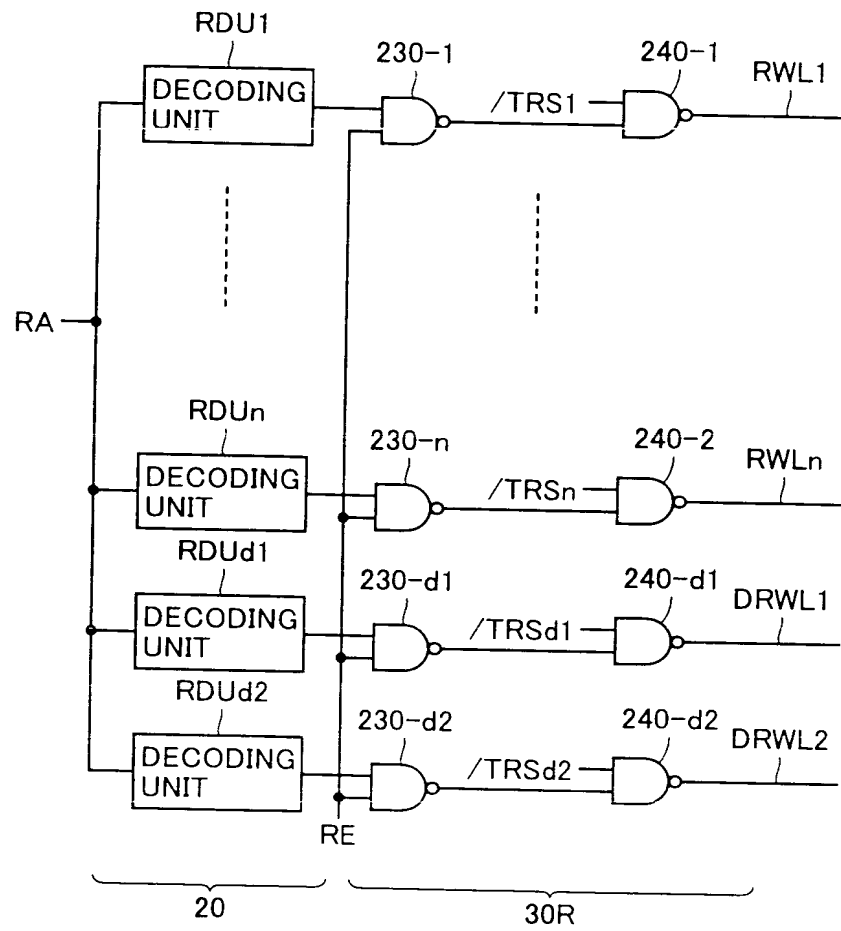 RDU1
230-1
240-1
RWL1
DECODING
UNIT
/TRS1
RA
RDUn
230-n
240-2
RWLn
DECODING
UNIT
/TRSn
RDUd1
230-d1
240-d1
DRWL1
DECODING
UNIT
/TRSd1
RDUd2
230-d2
240-d2
DRWL2
DECODING
UNIT
/TRSd2
RE
20
30R